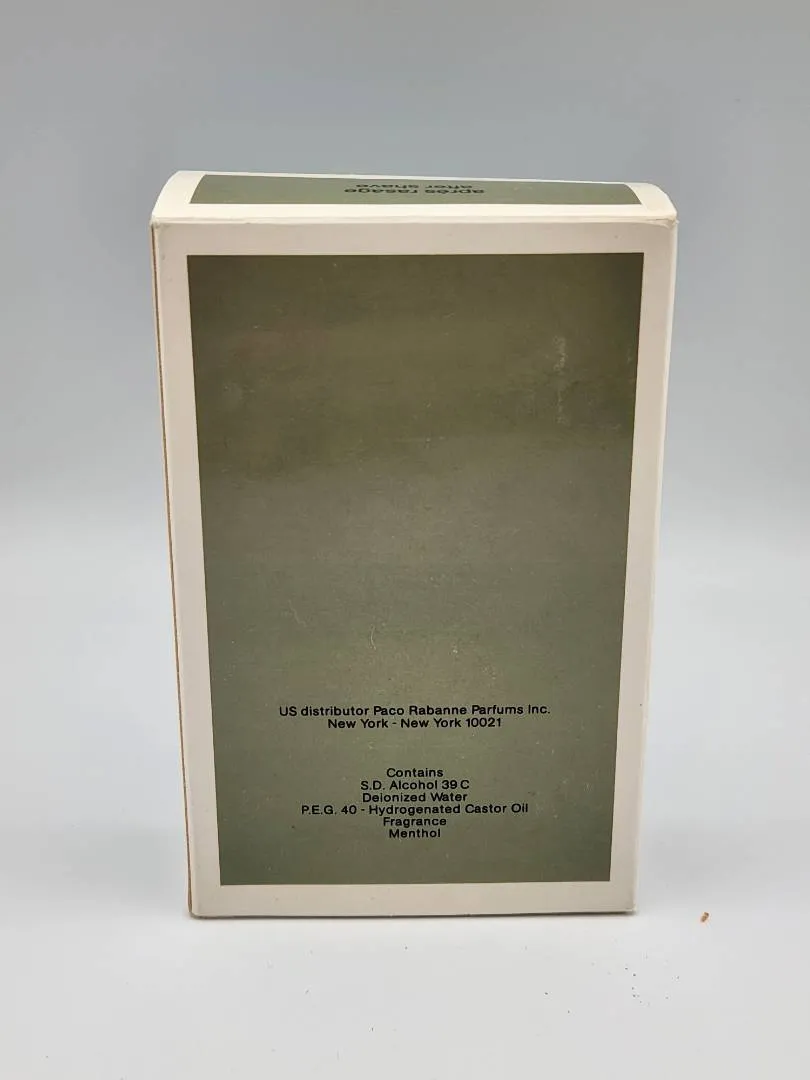 après rasage
after shave
US distributor Paco Rabanne Parfums Inc.
New York - New York 10021
Contains
S.D. Alcohol 39 C
Deionized Water
P.E.G. 40 - Hydrogenated Castor Oil
Fragrance
Menthol